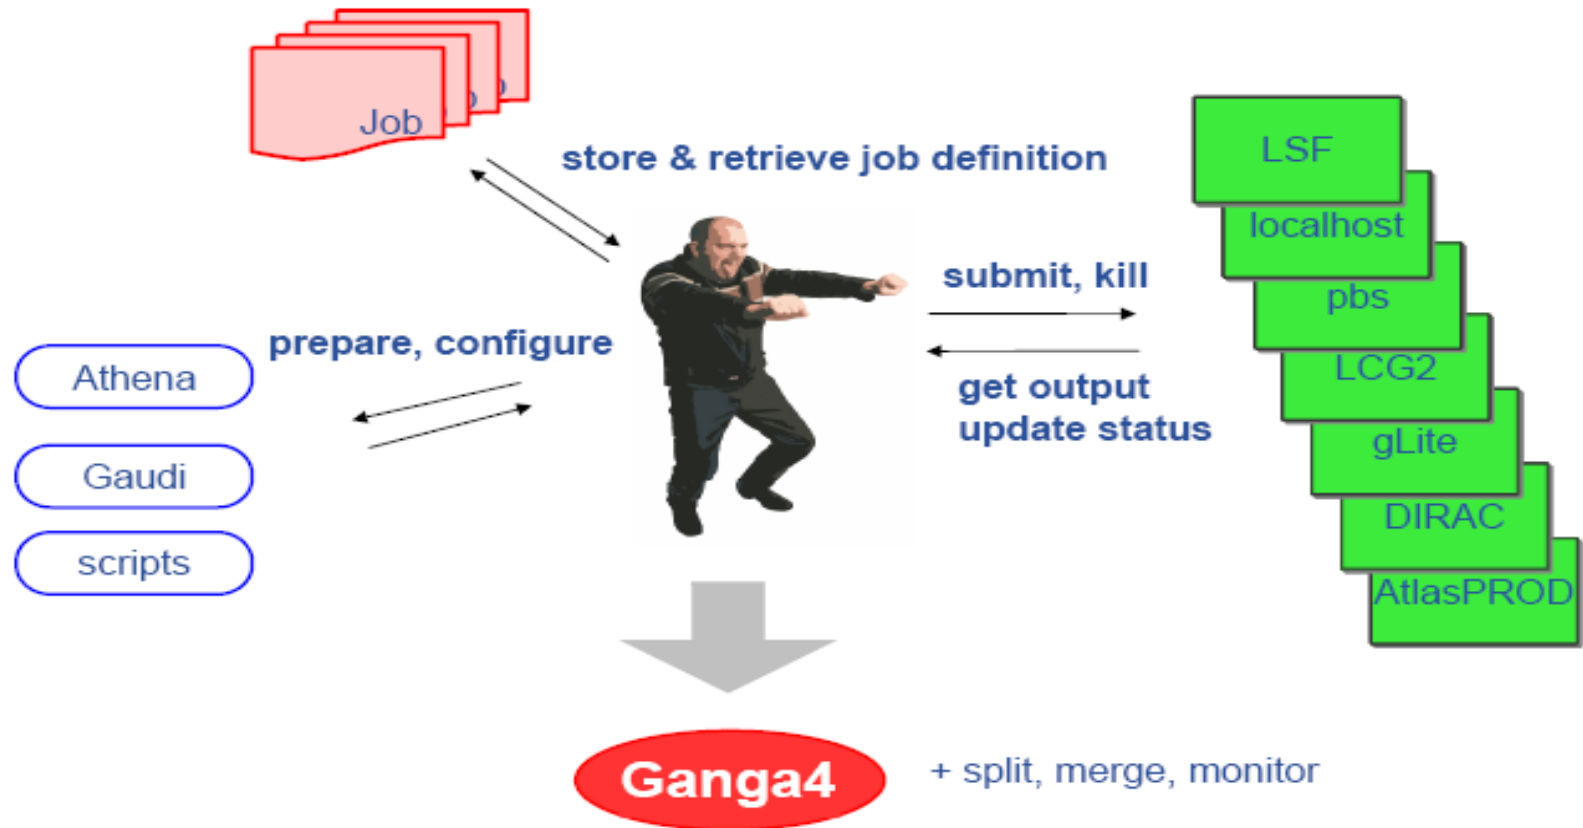 Job
store & retrieve job definition
LSF
localhost
submit, kill
pbs
prepare, configure
Athena
LCG2
get output
update status
gLite
Gaudi
DIRAC
scripts
AtlasPROD
Ganga4
+ split, merge, monitor